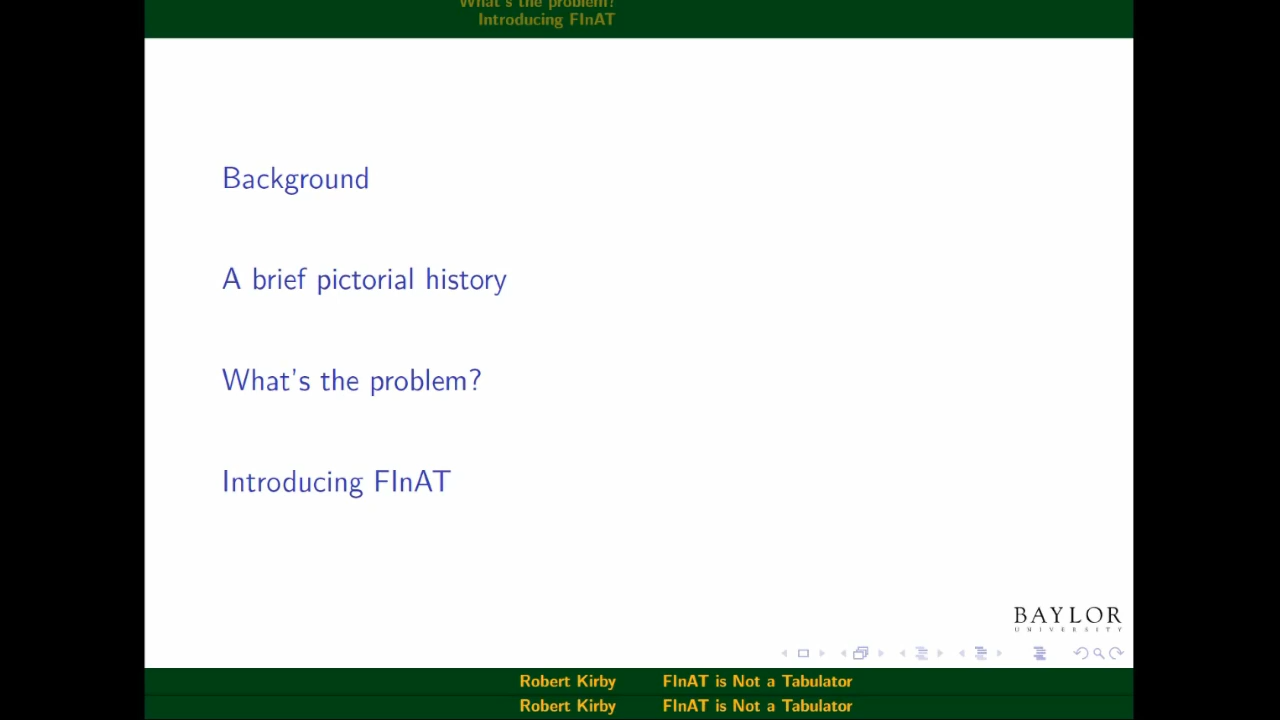 What's the problem?
Introducing FInAT
Background
A brief pictorial history
What's the problem?
Introducing FInAT
BAYLOR
UNIVERSITY
Robert Kirby FInAT is Not a Tabulator
Robert Kirby FInAT is Not a Tabulator